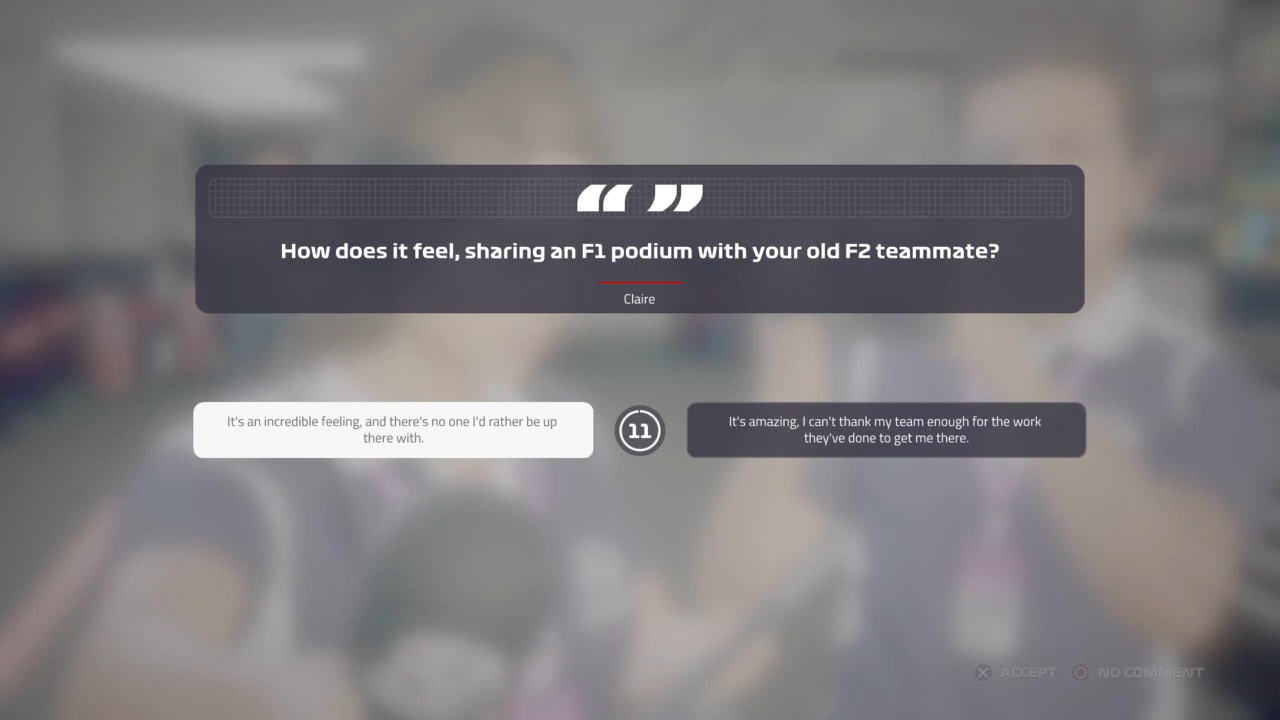 “ ”
How does it feel, sharing an F1 podium with your old F2 teammate?
Claire
It's an incredible feeling, and there's no one I'd rather be up
there with.
11
It's amazing, I can't thank my team enough for the work
they've done to get me there.
ACCEPT NO COMMENT